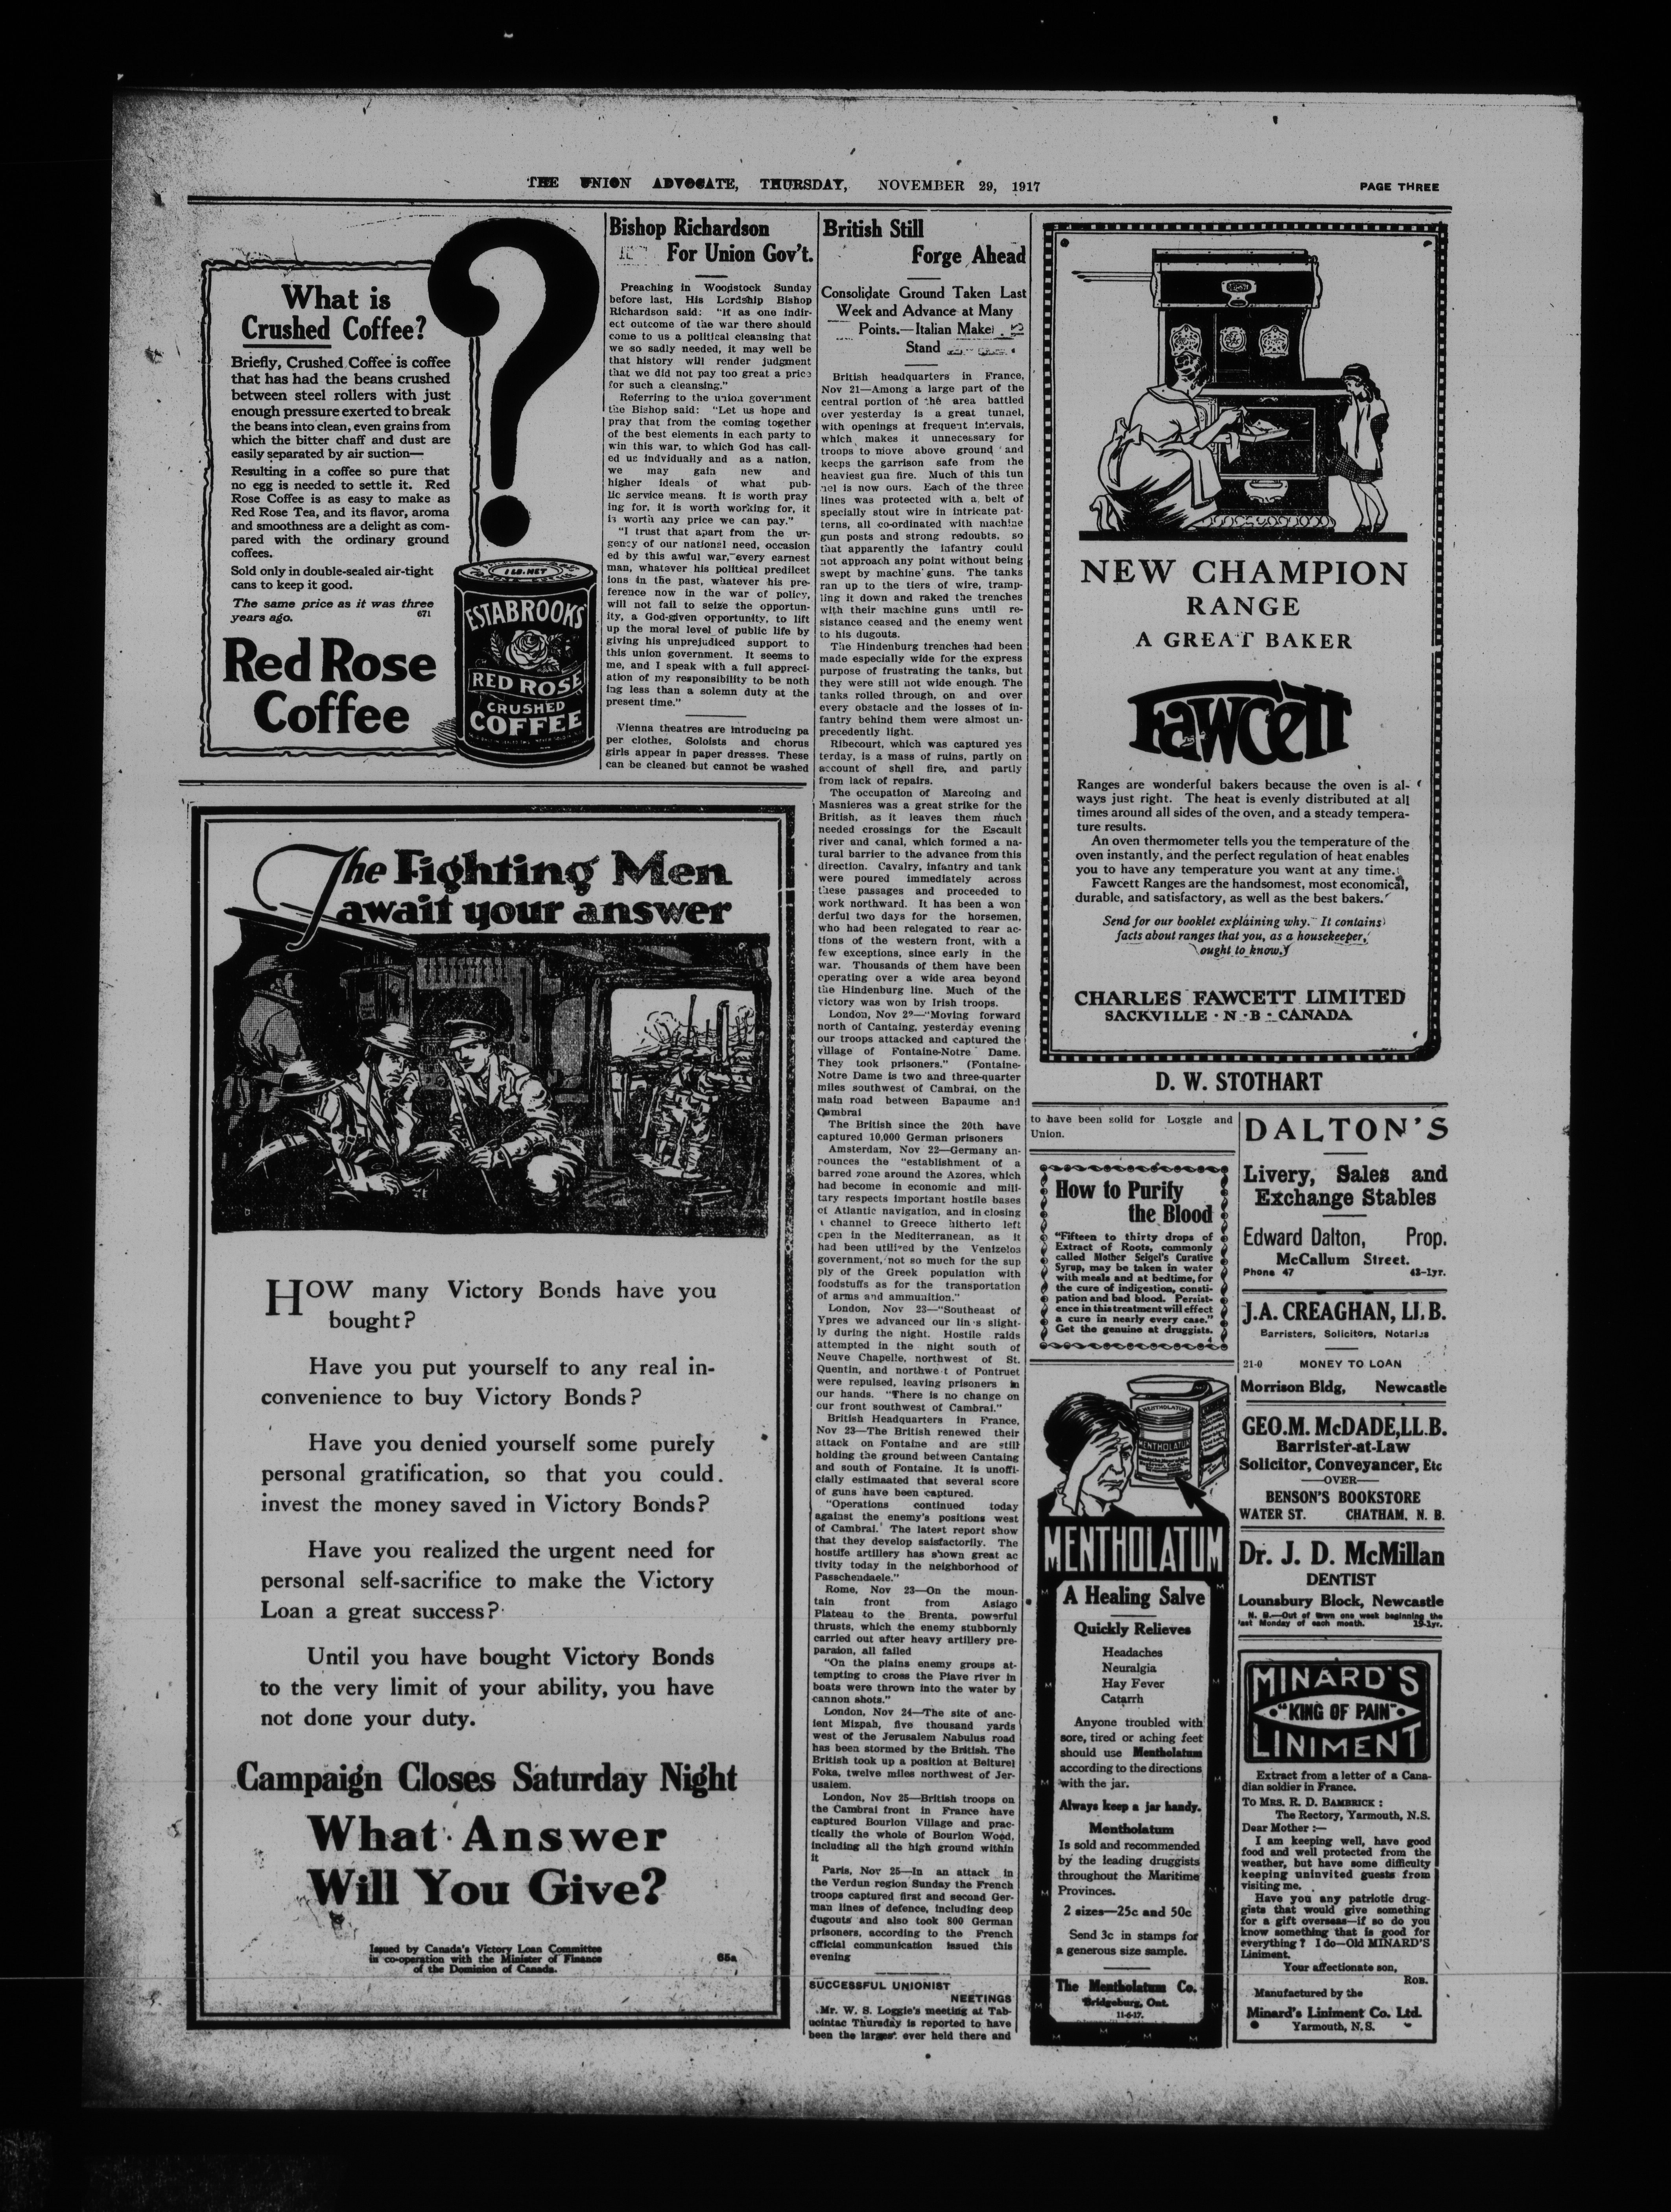 THE UNION ADVOCATE, THURSDAY, NOVEMBER 29, 1917
PAGE THREE
What is
Crushed Coffee?
Briefly, Crushed Coffee is coffee
that has had the beans crushed
between steel rollers with just
enough pressure exerted to break
the beans into clean, even grains from
which the bitter chaff and dust are
easily separated by air suction—
Resulting in a coffee so pure that
no egg is needed to settle it. Red
Rose Coffee is as easy to make as
Red Rose Tea, and its flavor, aroma
and smoothness are a delight as com-
pared with the ordinary ground
coffees.
Sold only in double-sealed air-tight
cans to keep it good.
The same price as it was three
years ago. 671
Red Rose
Coffee
1 LB. NET
ESTABROOKS'
RED ROSE
CRUSHED
COFFEE
Bishop Richardson
For Union Gov't.
Preaching in Woodstock Sunday
before last, His Lordship Bishop
Richardson said: "If as one indir-
ect outcome of the war there should
come to us a political cleansing that
we so sadly needed, it may well be
that history will render judgment
that we did not pay too great a price
for such a cleansing."
Referring to the union government
the Bishop said: "Let us hope and
pray that from the coming together
of the best elements in each party to
win this war, to which God has call-
ed us indvidually and as a nation,
we may gain new and
higher ideals of what pub-
lic service means. It is worth pray
ing for, it is worth working for, it
is worth any price we can pay."
"I trust that apart from the ur-
gency of our national need, occasion
ed by this awful war, every earnest
man, whatever his political predilect
ions in the past, whatever his pre-
ference now in the war of policy,
will not fail to seize the opportun-
ity, a God-given opportunity, to lift
up the moral level of public life by
giving his unprejudiced support to
this union government. It seems to
me, and I speak with a full appreci-
ation of my responsibility to be noth
ing less than a solemn duty at the
present time."
Vienna theatres are introducing pa
per clothes, Soloists and chorus
girls appear in paper dresses. These
can be cleaned but cannot be washed
The Fighting Men
await your answer
HOW many Victory Bonds have you
bought?
Have you put yourself to any real in-
convenience to buy Victory Bonds?
Have you denied yourself some purely
personal gratification, so that you could
invest the money saved in Victory Bonds?
Have you realized the urgent need for
personal self-sacrifice to make the Victory
Loan a great success?
Until you have bought Victory Bonds
to the very limit of your ability, you have
not done your duty.
Campaign Closes Saturday Night
What Answer
Will You Give?
Issued by Canada's Victory Loan Committee
in co-operation with the Minister of Finance
of the Dominion of Canada.
65a
British Still
Forge Ahead
Consolidate Ground Taken Last
Week and Advance at Many
Points.—Italian Make
Stand
British headquarters in France,
Nov 21—Among a large part of the
central portion of the area battled
over yesterday is a great tunnel,
with openings at frequent intervals,
which makes it unnecessary for
troops to move above ground and
keeps the garrison safe from the
heaviest gun fire. Much of this tun
nel is now ours. Each of the three
lines was protected with a belt of
specially stout wire in intricate pat-
terns, all co-ordinated with machine
gun posts and strong redoubts, so
that apparently the infantry could
not approach any point without being
swept by machine guns. The tanks
ran up to the tiers of wire, tramp-
ling it down and raked the trenches
with their machine guns until re-
sistance ceased and the enemy went
to his dugouts.
The Hindenburg trenches had been
made especially wide for the express
purpose of frustrating the tanks, but
they were still not wide enough. The
tanks rolled through, on and over
every obstacle and the losses of in-
fantry behind them were almost un-
precedently light.
Ribecourt, which was captured yes
terday, is a mass of ruins, partly on
account of shell fire, and partly
from lack of repairs.
The occupation of Marcoing and
Masnieres was a great strike for the
British, as it leaves them much
needed crossings for the Escault
river and canal, which formed a na-
tural barrier to the advance from this
direction. Cavalry, infantry and tank
were poured immediately across
these passages and proceeded to
work northward. It has been a won
derful two days for the horsemen,
who had been relegated to rear ac-
tions of the western front, with a
few exceptions, since early in the
war. Thousands of them have been
operating over a wide area beyond
the Hindenburg line. Much of the
victory was won by Irish troops.
London, Nov 22—"Moving forward
north of Cantaing, yesterday evening
our troops attacked and captured the
village of Fontaine-Notre Dame.
They took prisoners." (Fontaine-
Notre Dame is two and three-quarter
miles southwest of Cambrai, on the
main road between Bapaume and
Cambrai
The British since the 20th have
captured 10,000 German prisoners
Amsterdam, Nov 22—Germany an-
nounces the "establishment of a
barred zone around the Azores, which
had become in economic and mili-
tary respects important hostile bases
of Atlantic navigation, and in closing
a channel to Greece hitherto left
open in the Mediterranean, as it
had been utilized by the Venizelos
government, not so much for the sup
ply of the Greek population with
foodstuffs as for the transportation
of arms and ammunition."
London, Nov 23—"Southeast of
Ypres we advanced our lines slight-
ly during the night. Hostile raids
attempted in the night south of
Neuve Chapelle, northwest of St.
Quentin, and northwest of Pontruet
were repulsed, leaving prisoners in
our hands. "There is no change on
our front southwest of Cambrai."
British Headquarters in France,
Nov 23—The British renewed their
attack on Fontaine and are still
holding the ground between Cantaing
and south of Fontaine. It is unoffi-
cially estimaated that several score
of guns have been captured.
"Operations continued today
against the enemy's positions west
of Cambrai. The latest report show
that they develop saisfactorily. The
hostile artillery has shown great ac
tivity today in the neighborhood of
Passchendaele."
Rome, Nov 23—On the moun-
tain front from Asiago
Plateau to the Brenta, powerful
thrusts, which the enemy stubbornly
carried out after heavy artillery pre-
paraion, all failed
"On the plains enemy groups at-
tempting to cross the Piave river in
boats were thrown into the water by
cannon shots."
London, Nov 24—The site of anc-
ient Mizpah, five thousand yards
west of the Jerusalem Nabulus road
has been stormed by the British. The
British took up a position at Beiturel
Foka, twelve miles northwest of Jer-
usalem.
London, Nov 25—British troops on
the Cambrai front in France have
captured Bourlon Village and prac-
tically the whole of Bourlon Wood,
including all the high ground within
it
Paris, Nov 25—In an attack in
the Verdun region Sunday the French
troops captured first and second Ger-
man lines of defence, including deep
dugouts and also took 800 German
prisoners, according to the French
official communication issued this
evening
SUCCESSFUL UNIONIST
NEETINGS
Mr. W. S. Loggie's meeting at Tab-
ucintac Thursday is reported to have
been the largest ever held there and
NEW CHAMPION
RANGE
A GREAT BAKER
Fawcett
Ranges are wonderful bakers because the oven is al-
ways just right. The heat is evenly distributed at all
times around all sides of the oven, and a steady tempera-
ture results.
An oven thermometer tells you the temperature of the
oven instantly, and the perfect regulation of heat enables
you to have any temperature you want at any time.
Fawcett Ranges are the handsomest, most economical,
durable, and satisfactory, as well as the best bakers.
Send for our booklet explaining why. It contains
facts about ranges that you, as a housekeeper,
ought to know.
CHARLES FAWCETT LIMITED
SACKVILLE · N · B · CANADA
D. W. STOTHART
to have been solid for Loggie and
Union.
How to Purify
the Blood
"Fifteen to thirty drops of
Extract of Roots, commonly
called Mother Seigel's Curative
Syrup, may be taken in water
with meals and at bedtime, for
the cure of indigestion, consti-
pation and bad blood. Persist-
ence in this treatment will effect
a cure in nearly every case."
Get the genuine at druggists.
4
MENTHOLATUM
MENTHOLATUM
MENTHOLATUM
A Healing Salve
Quickly Relieves
Headaches
Neuralgia
Hay Fever
Catarrh
Anyone troubled with
sore, tired or aching feet
should use Mentholatum
according to the directions
with the jar.
Always keep a jar handy.
Mentholatum
Is sold and recommended
by the leading druggists
throughout the Maritime
Provinces.
2 sizes—25c and 50c
Send 3c in stamps for
a generous size sample.
The Mentholatum Co.
Bridgeburg, Ont.
11-6-17.
DALTON'S
Livery, Sales and
Exchange Stables
Edward Dalton, Prop.
McCallum Street.
Phone 47 43-1yr.
J.A. CREAGHAN, LL.B.
Barristers, Solicitors, Notaries
21-0 MONEY TO LOAN
Morrison Bldg, Newcastle
GEO. M. McDADE, LL.B.
Barrister-at-Law
Solicitor, Conveyancer, Etc
—OVER—
BENSON'S BOOKSTORE
WATER ST. CHATHAM, N. B.
Dr. J. D. McMillan
DENTIST
Lounsbury Block, Newcastle
N. B.—Out of town one week beginning the
last Monday of each month. 19-1yr.
MINARD'S
"KING OF PAIN"
LINIMENT
Extract from a letter of a Cana-
dian soldier in France.
To MRS. R. D. BAMBRICK :
The Rectory, Yarmouth, N.S.
Dear Mother :—
I am keeping well, have good
food and well protected from the
weather, but have some difficulty
keeping uninvited guests from
visiting me.
Have you any patriotic drug-
gists that would give something
for a gift overseas—if so do you
know something that is good for
everything ? I do—Old MINARD'S
Liniment.
Your affectionate son,
ROB.
Manufactured by the
Minard's Liniment Co. Ltd.
Yarmouth, N.S.